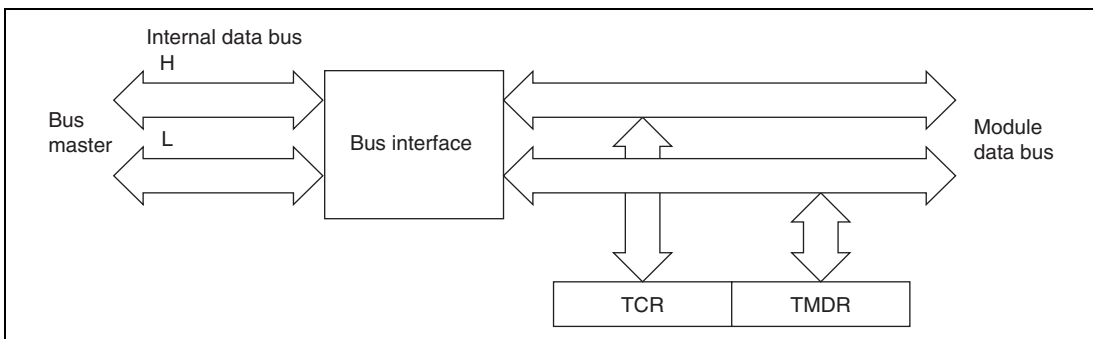 Internal data bus
H
Bus
master
L
Bus interface
Module
data bus
TCR
TMDR